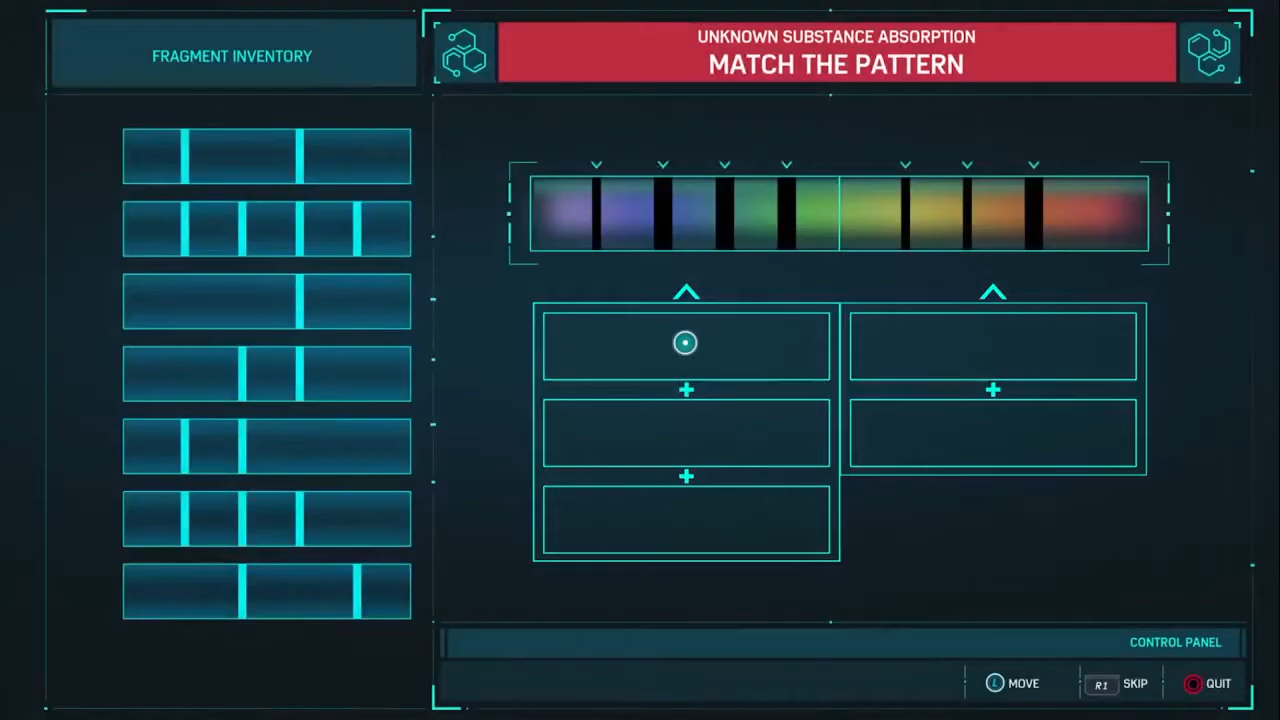 FRAGMENT INVENTORY
UNKNOWN SUBSTANCE ABSORPTION
MATCH THE PATTERN
CONTROL PANEL
L MOVE
R1 SKIP
QUIT